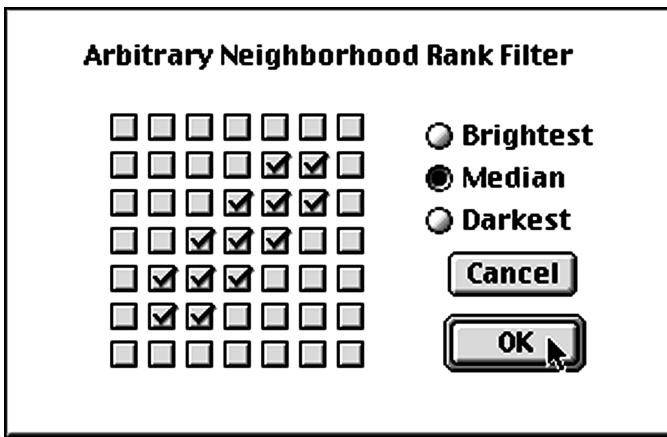 Arbitrary Neighborhood Rank Filter
Brightest
Median
Darkest
Cancel
OK